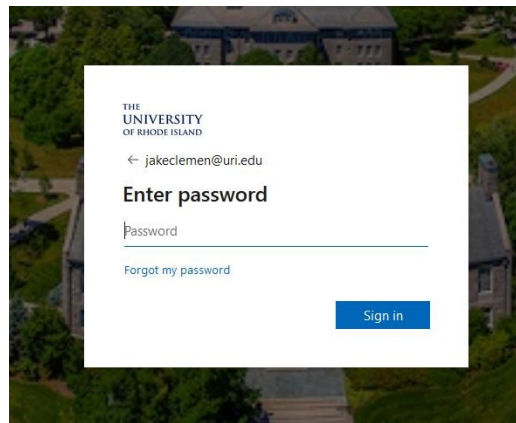 THE
UNIVERSITY
OF RHODE ISLAND
← jakeclemen@uri.edu
Enter password
Password
Forgot my password
Sign in